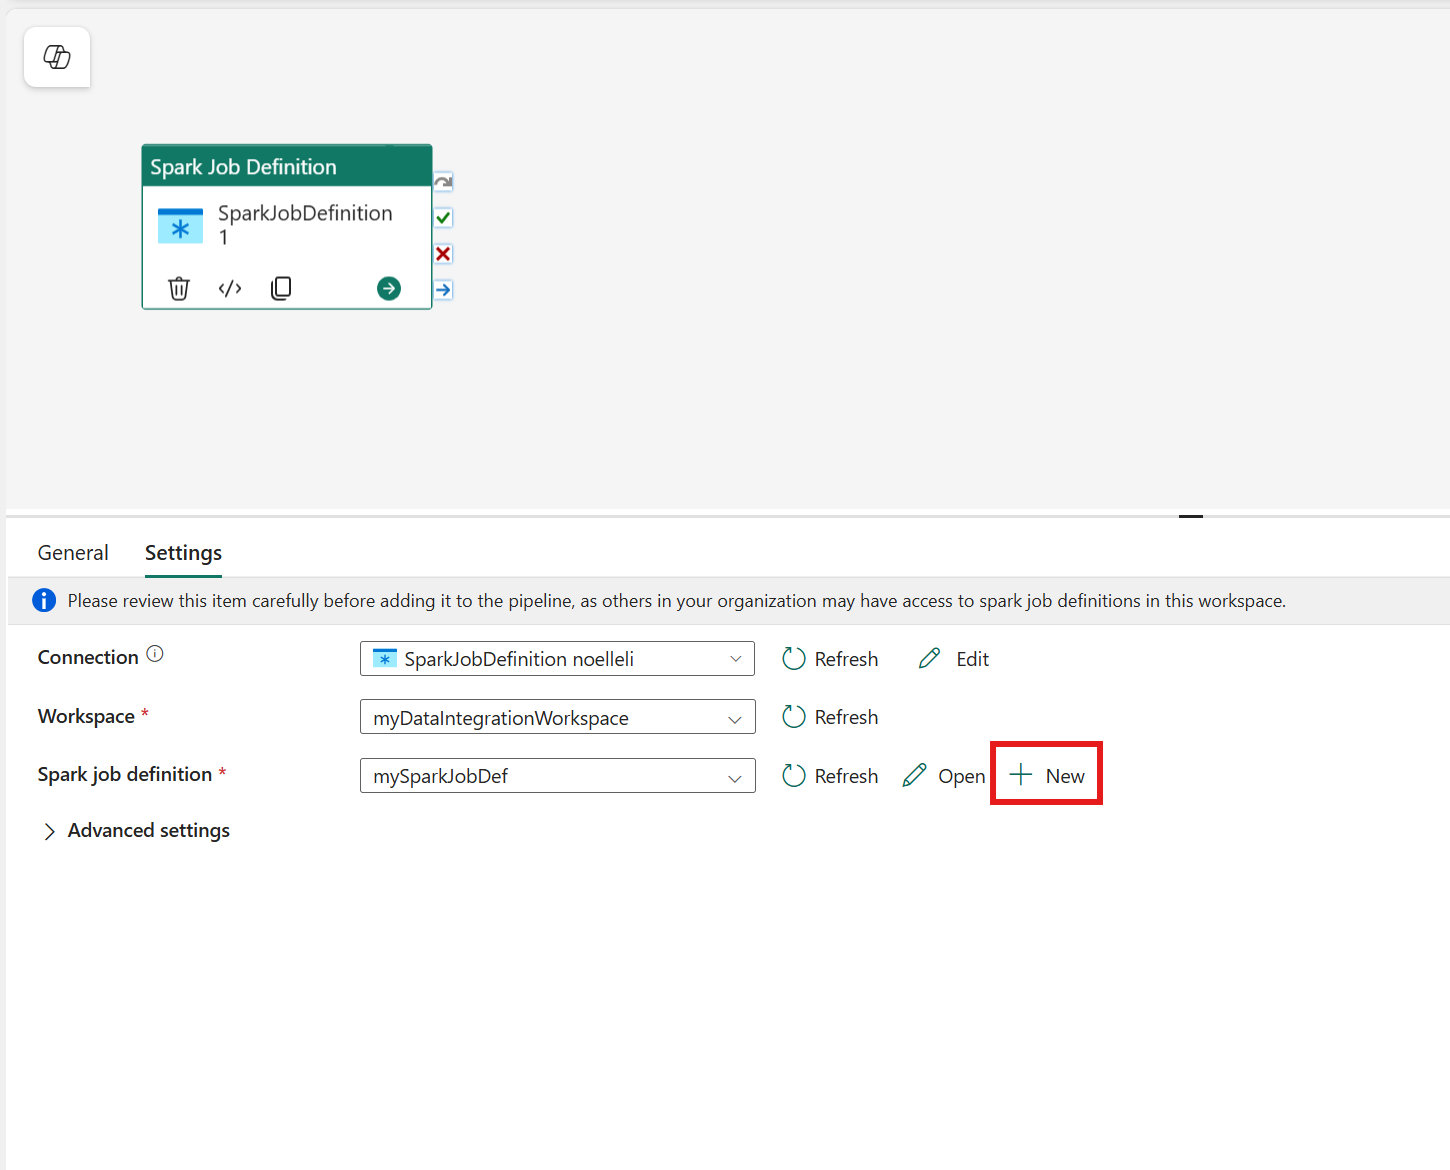 Spark Job Definition
SparkJobDefinition
1
General Settings
Please review this item carefully before adding it to the pipeline, as others in your organization may have access to spark job definitions in this workspace.
Connection SparkJobDefinition noelleli Refresh Edit
Workspace * myDataIntegrationWorkspace Refresh
Spark job definition * mySparkJobDef Refresh Open New
Advanced settings